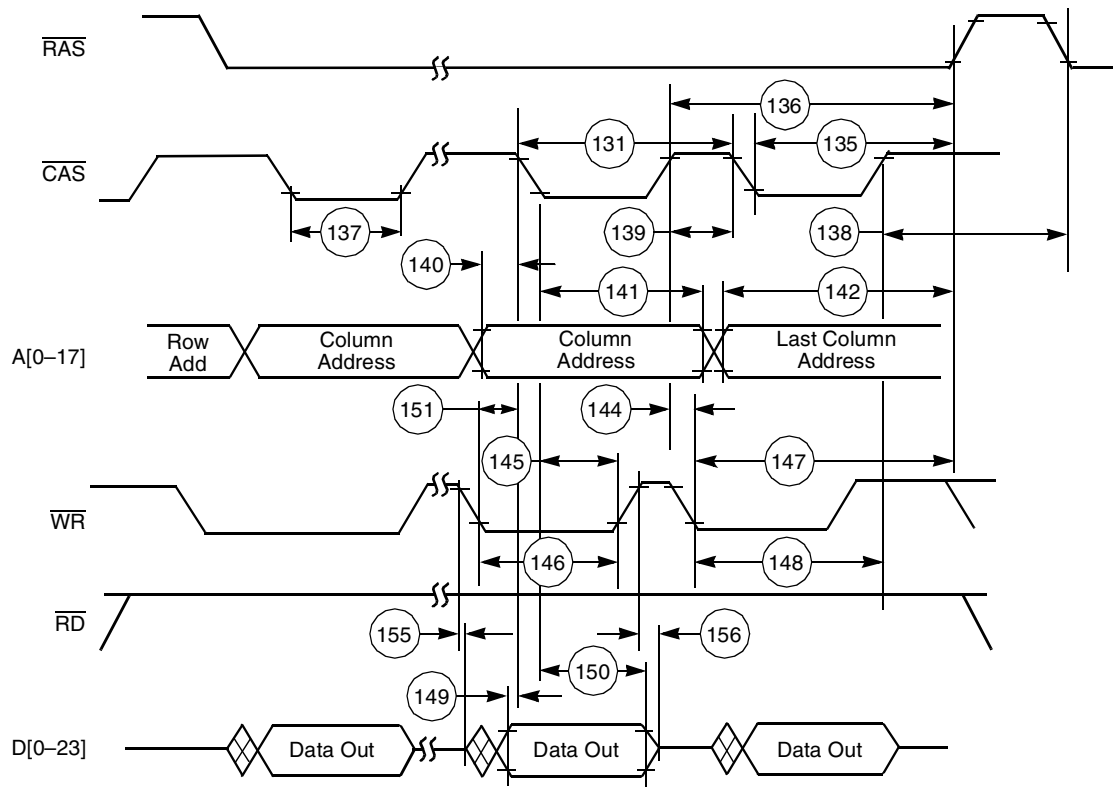 RAS
136
131
135
CAS
137
139
138
140
141
142
A[0–17]
Row
Add
Column
Address
Column
Address
Last Column
Address
151
144
145
147
WR
146
148
RD
155
156
150
149
D[0–23]
Data Out
Data Out
Data Out